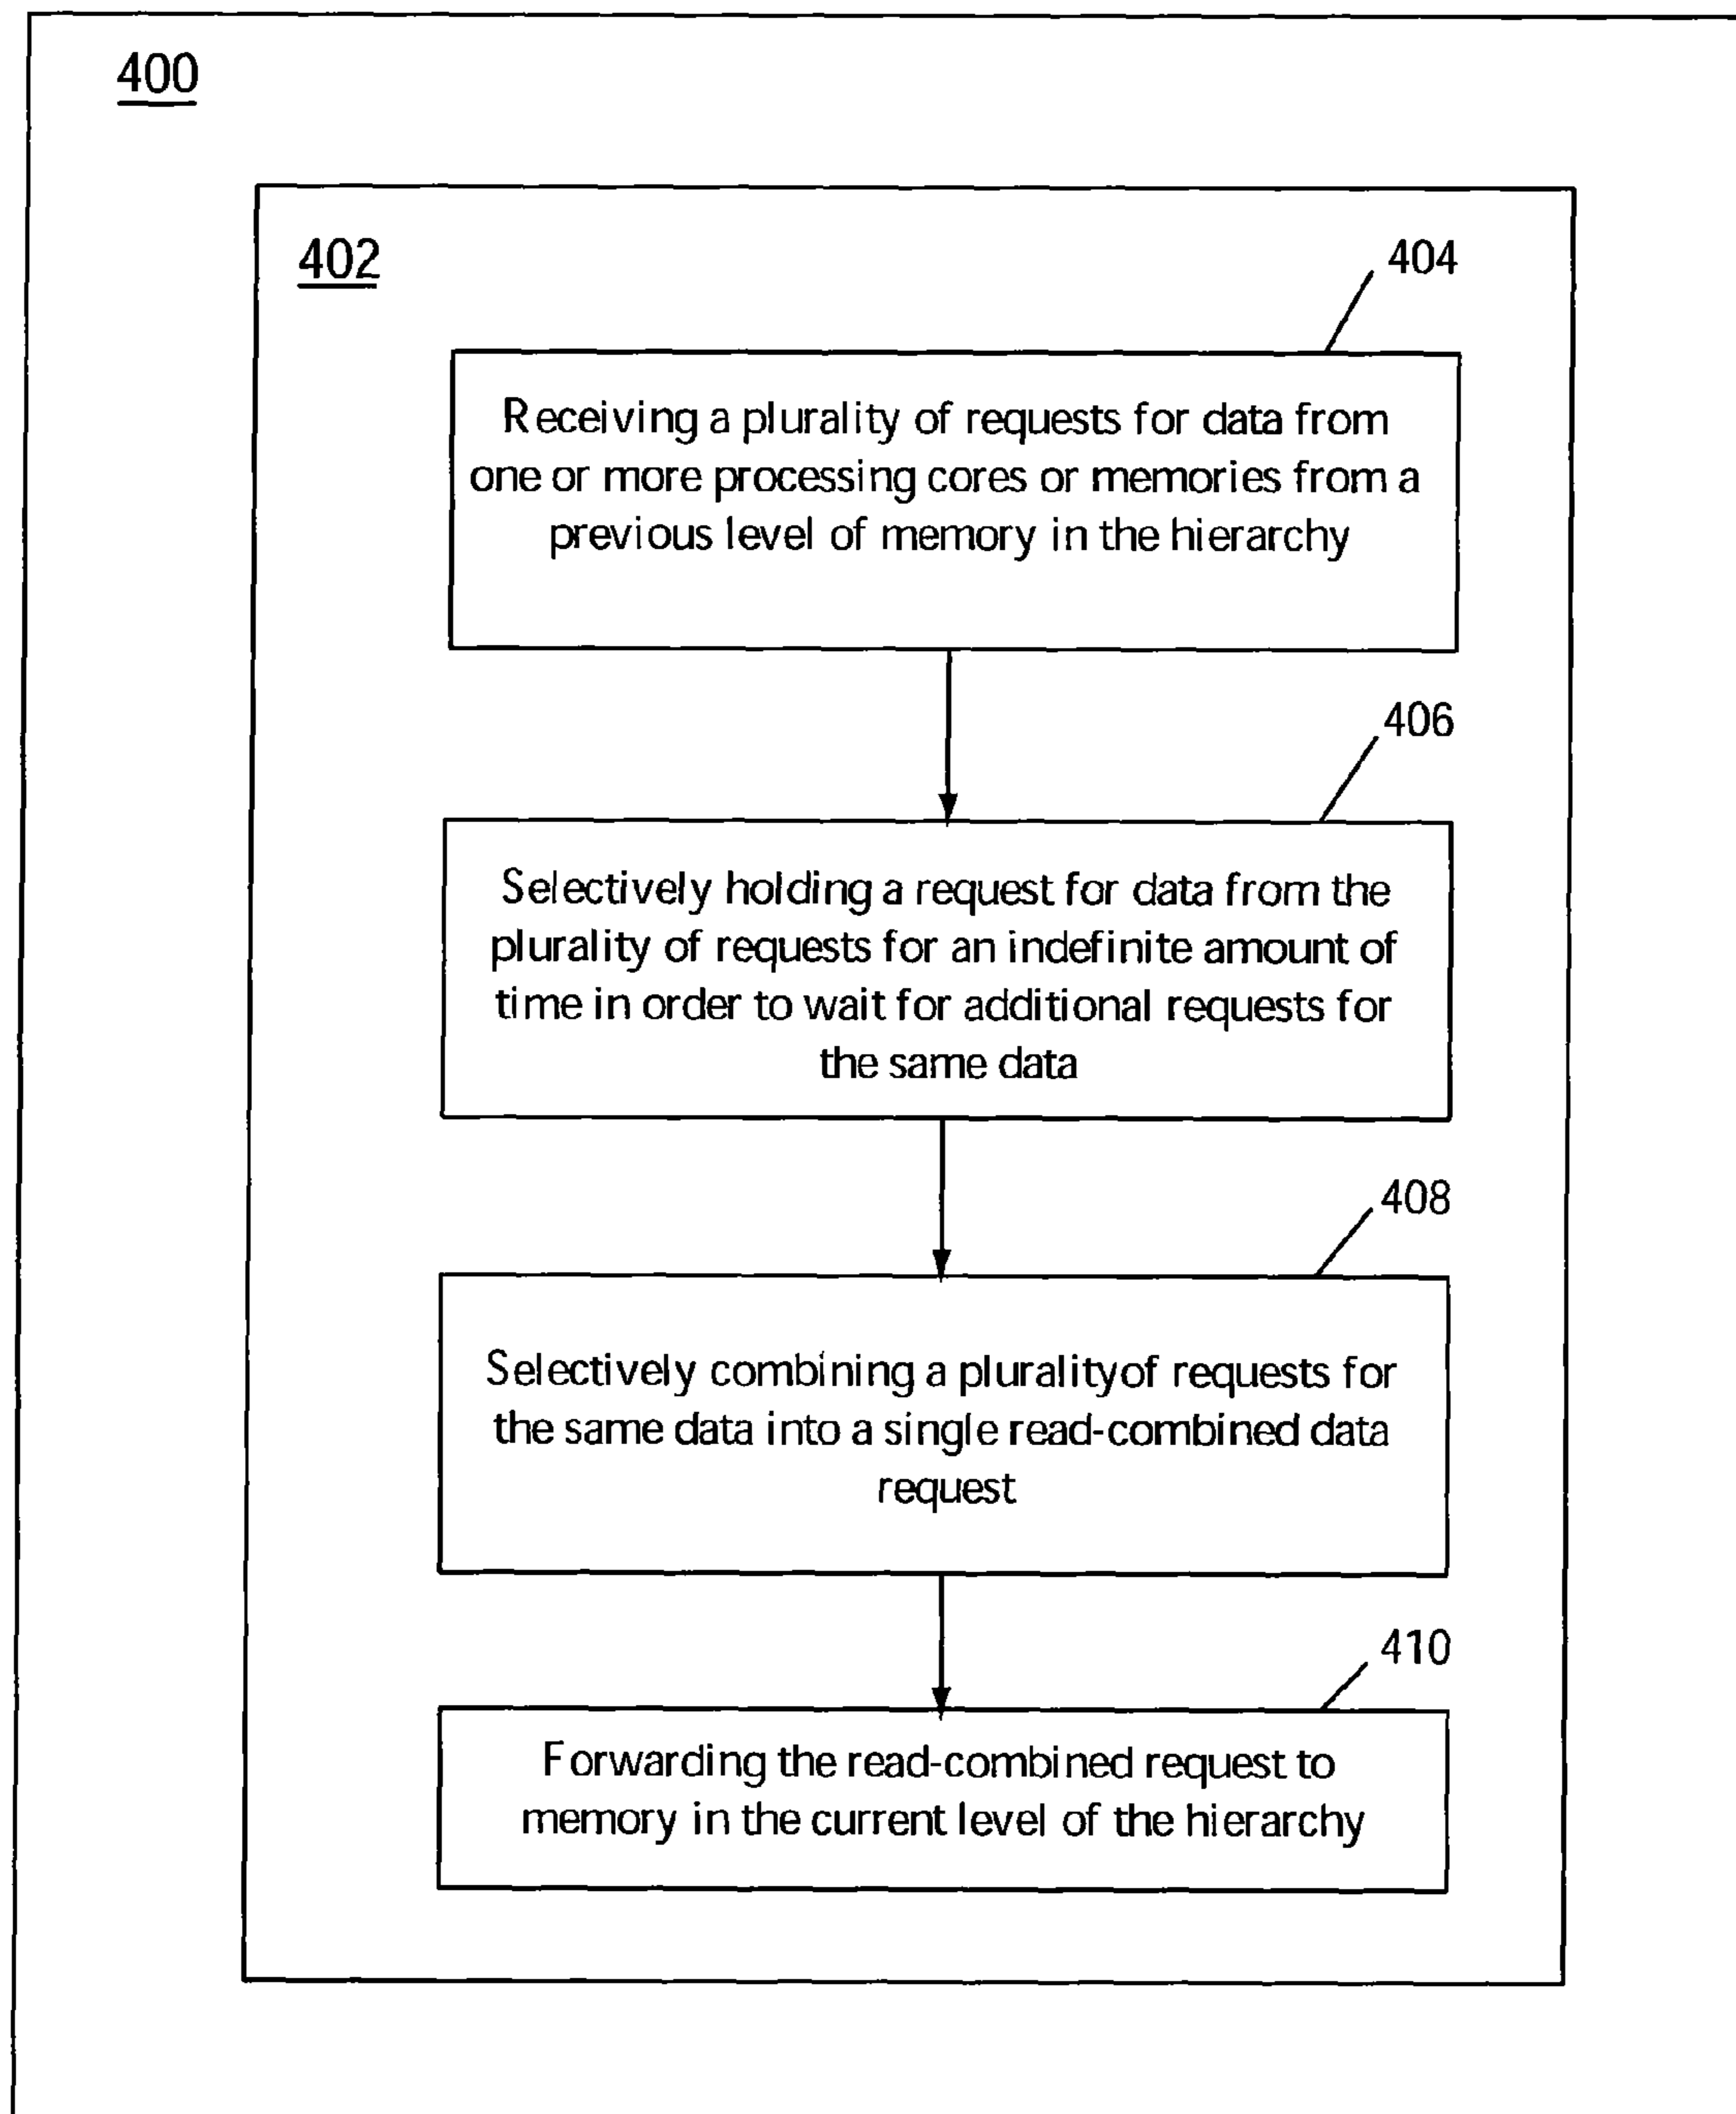 400
402
404
Receiving a plurality of requests for data from
one or more processing cores or memories from a
previous level of memory in the hierarchy
406
Selectively holding a request for data from the
plurality of requests for an indefinite amount of
time in order to wait for additional requests for
the same data
408
Selectively combining a plurality of requests for
the same data into a single read-combined data
request
410
Forwarding the read-combined request to
memory in the current level of the hierarchy